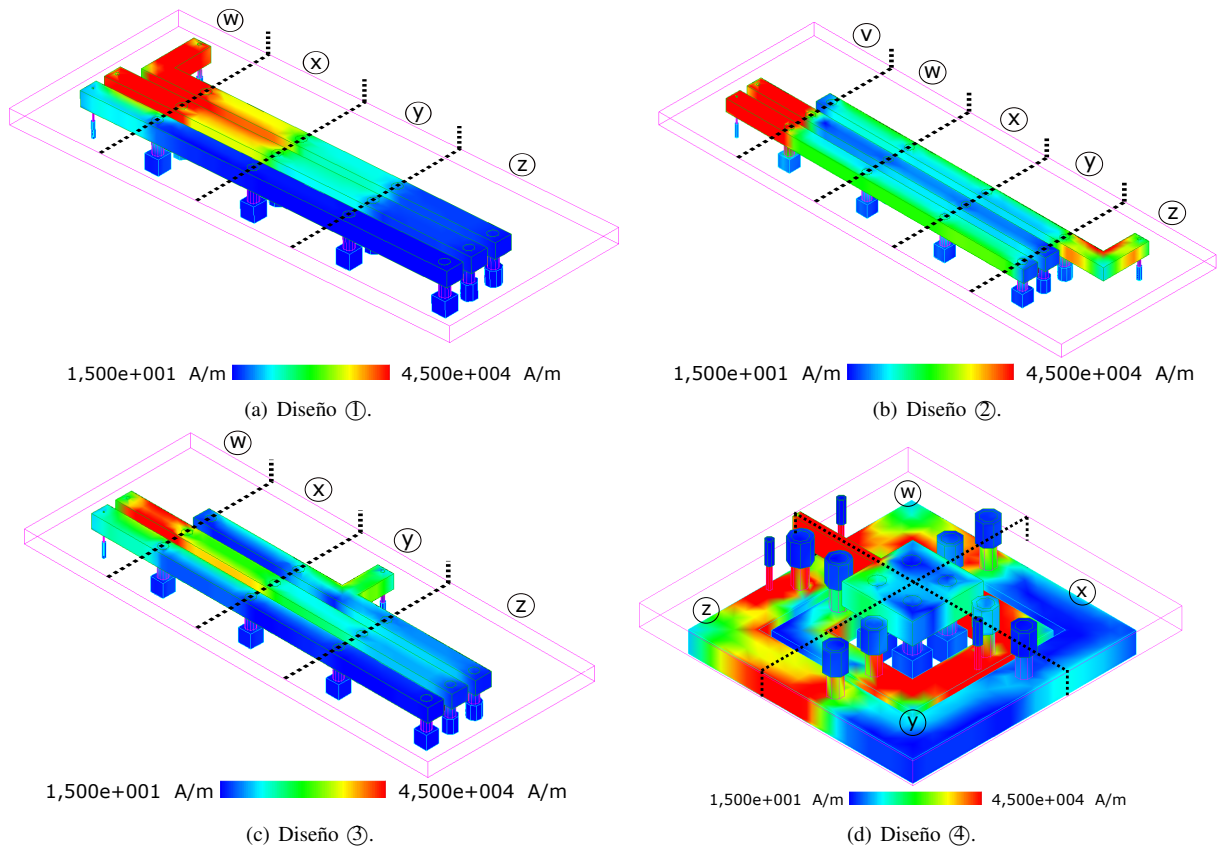 ⓦ
ⓧ
ⓨ
ⓩ
1,500e+001 A/m 4,500e+004 A/m
(a) Diseño ①.
ⓥ
ⓦ
ⓧ
ⓨ
ⓩ
1,500e+001 A/m 4,500e+004 A/m
(b) Diseño ②.
ⓦ
ⓧ
ⓨ
ⓩ
1,500e+001 A/m 4,500e+004 A/m
(c) Diseño ③.
ⓦ
ⓧ
ⓩ
ⓨ
1,500e+001 A/m 4,500e+004 A/m
(d) Diseño ④.